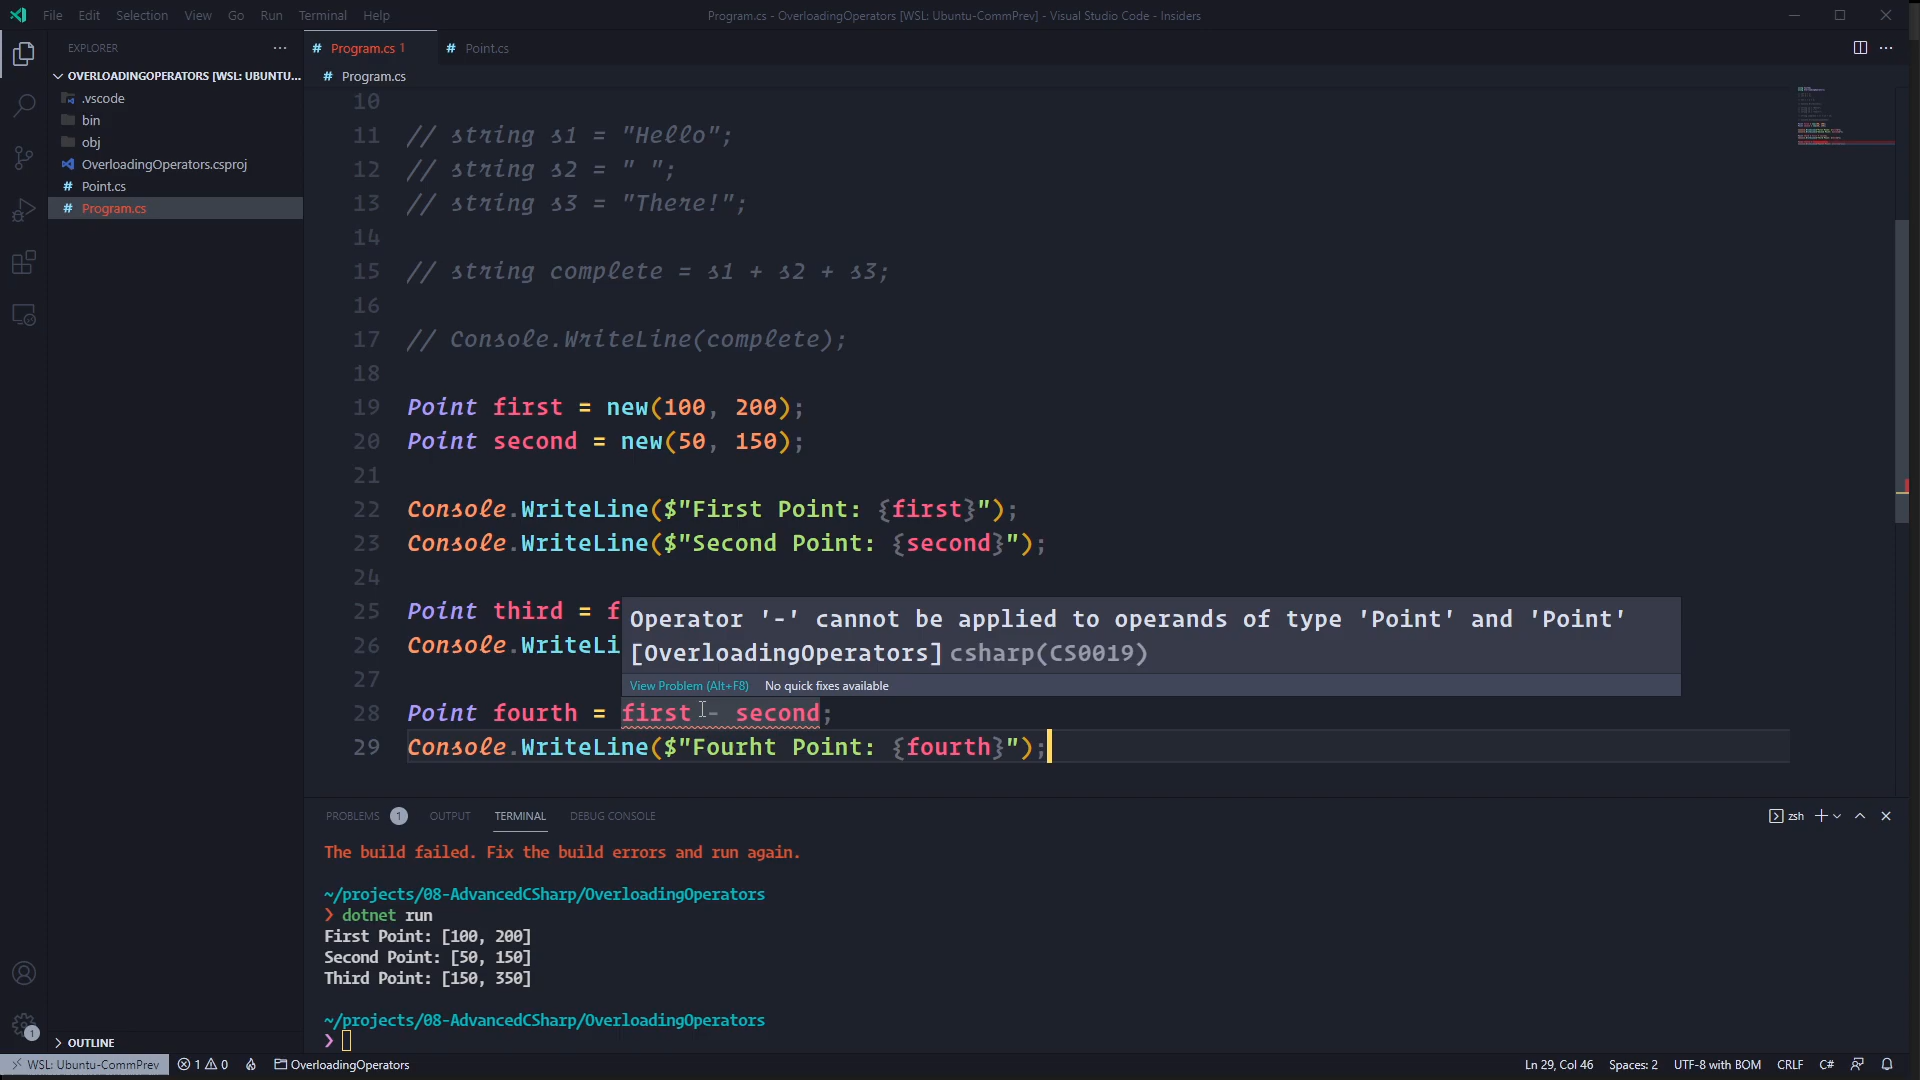 File Edit Selection View Go Run Terminal Help
Program.cs - OverloadingOperators [WSL: Ubuntu-CommPrev] - Visual Studio Code - Insiders
EXPLORER
OVERLOADINGOPERATORS [WSL: UBUNTU...
.vscode
bin
obj
OverloadingOperators.csproj
# Point.cs
# Program.cs
OUTLINE
# Program.cs 1
# Point.cs
# Program.cs
10
11 // string s1 = "Hello";
12 // string s2 = " ";
13 // string s3 = "There!";
14
15 // string complete = s1 + s2 + s3;
16
17 // Console.WriteLine(complete);
18
19 Point first = new(100, 200);
20 Point second = new(50, 150);
21
22 Console.WriteLine($"First Point: {first}");
23 Console.WriteLine($"Second Point: {second}");
24
25 Point third = f
26 Console.WriteLi
27
Operator '-' cannot be applied to operands of type 'Point' and 'Point'
[OverloadingOperators] csharp(CS0019)
View Problem (Alt+F8) No quick fixes available
28 Point fourth = first - second;
29 Console.WriteLine($"Fourht Point: {fourth}");
PROBLEMS 1 OUTPUT TERMINAL DEBUG CONSOLE
zsh
The build failed. Fix the build errors and run again.
~/projects/08-AdvancedCSharp/OverloadingOperators
❯ dotnet run
First Point: [100, 200]
Second Point: [50, 150]
Third Point: [150, 350]
~/projects/08-AdvancedCSharp/OverloadingOperators
❯
1
WSL: Ubuntu-CommPrev 1 0 OverloadingOperators
Ln 29, Col 46 Spaces: 2 UTF-8 with BOM CRLF C#